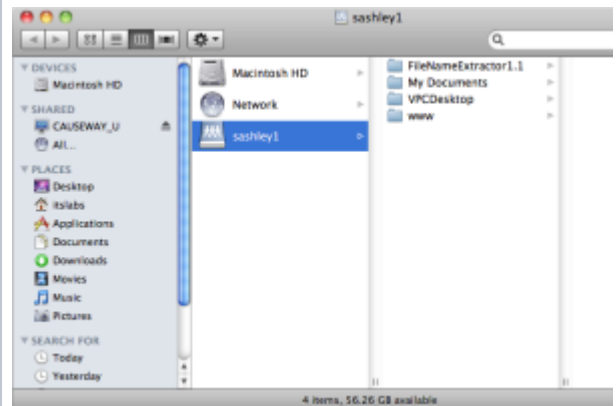 sashley1
DEVICES
Macintosh HD
SHARED
CAUSEWAY_U
All...
PLACES
Desktop
itslabs
Applications
Documents
Downloads
Movies
Music
Pictures
SEARCH FOR
Today
Yesterday
Macintosh HD
Network
sashley1
FileNameExtractor1.1
My Documents
VPCDesktop
www
4 items, 56.26 GB available